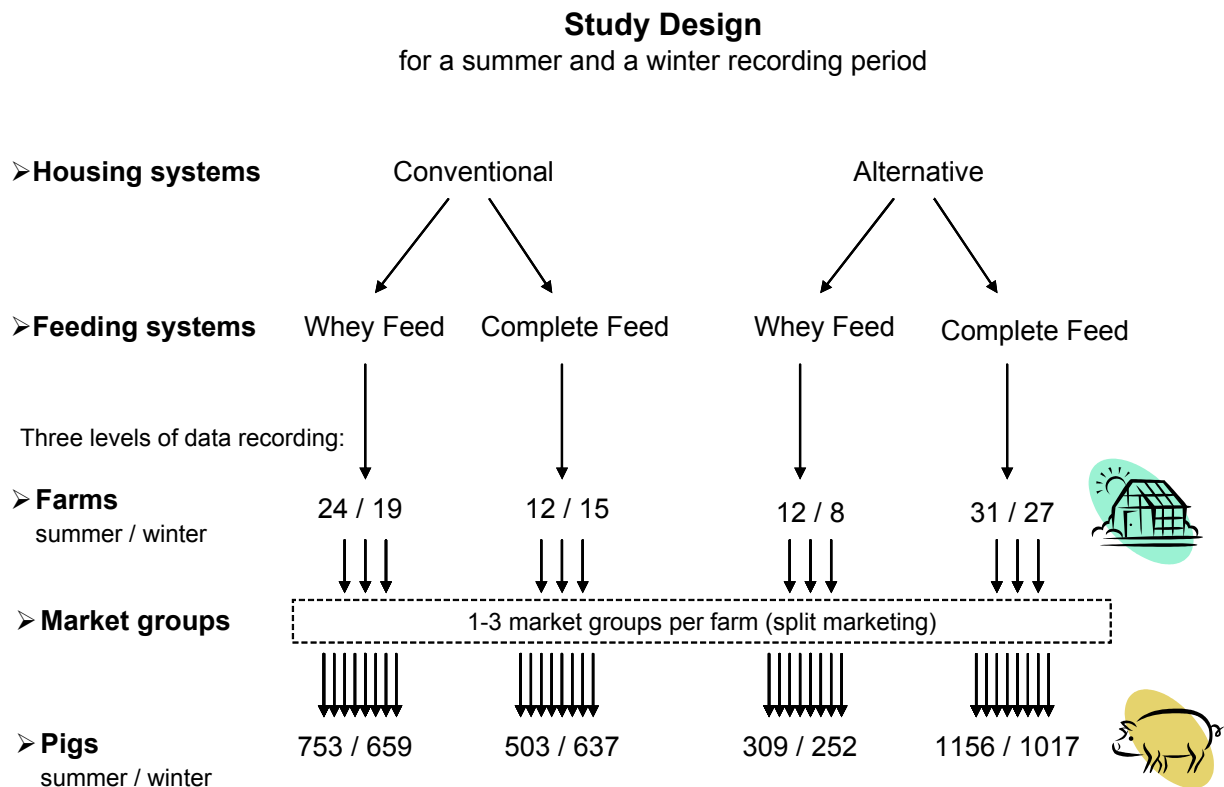 Study Design
for a summer and a winter recording period
➢Housing systems Conventional Alternative
➢Feeding systems Whey Feed Complete Feed Whey Feed Complete Feed
Three levels of data recording:
➢Farms 24 / 19 12 / 15 12 / 8 31 / 27
summer / winter
➢Market groups 1-3 market groups per farm (split marketing)
➢Pigs 753 / 659 503 / 637 309 / 252 1156 / 1017
summer / winter